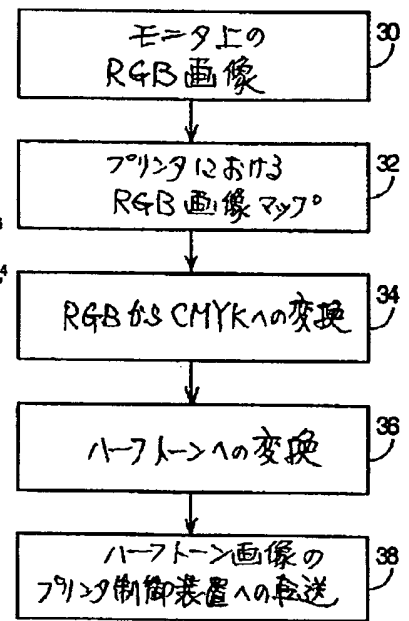 モニタ上の
RGB画像
30
プリンタにおける
RGB画像マップ
32
RGBからCMYKへの変換
34
ハーフトーンへの変換
36
ハーフトーン画像の
プリンタ制御装置への転送
38